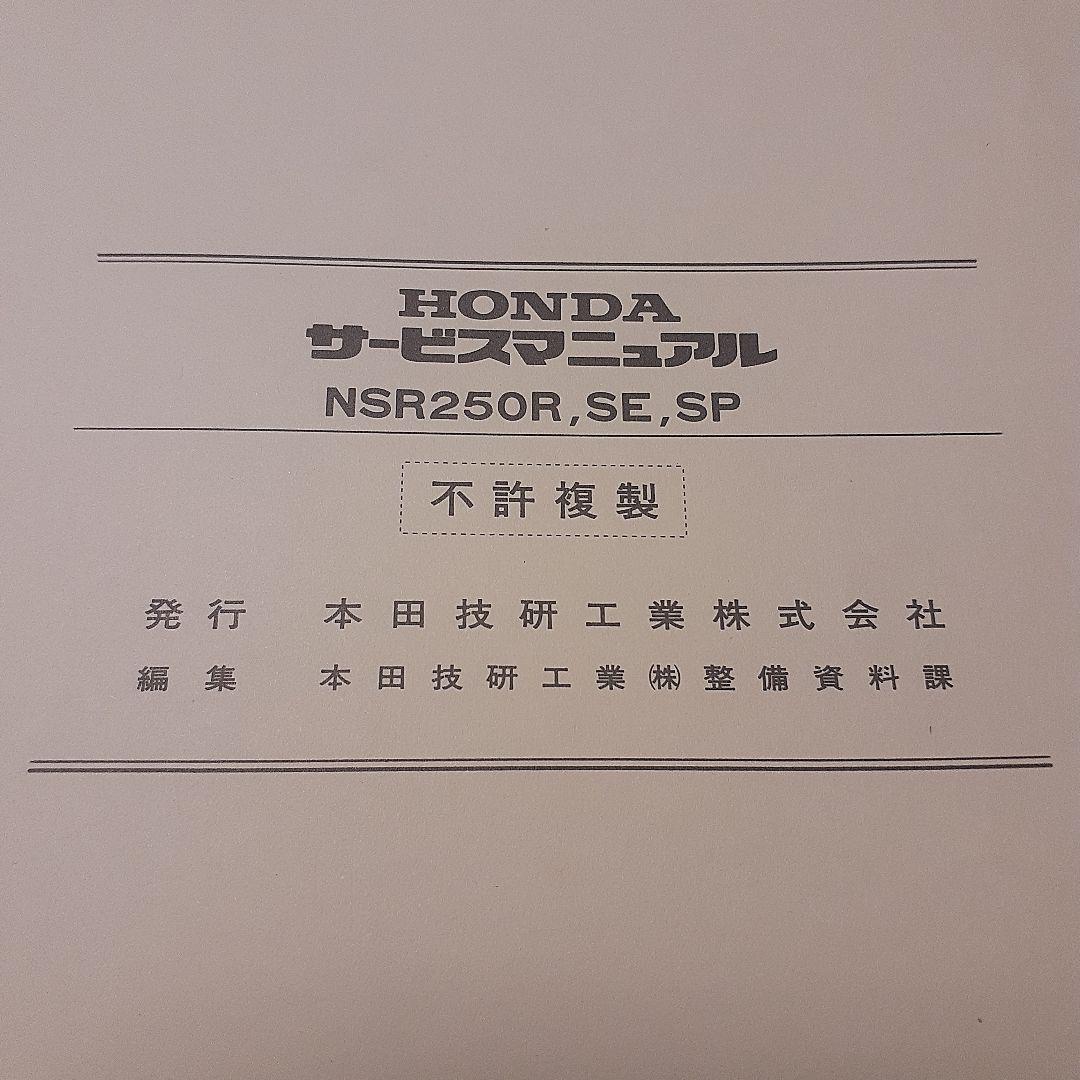 HONDA
サービスマニュアル
NSR250R,SE,SP
不許複製
発行 本田技研工業株式会社
編集 本田技研工業㈱整備資料課